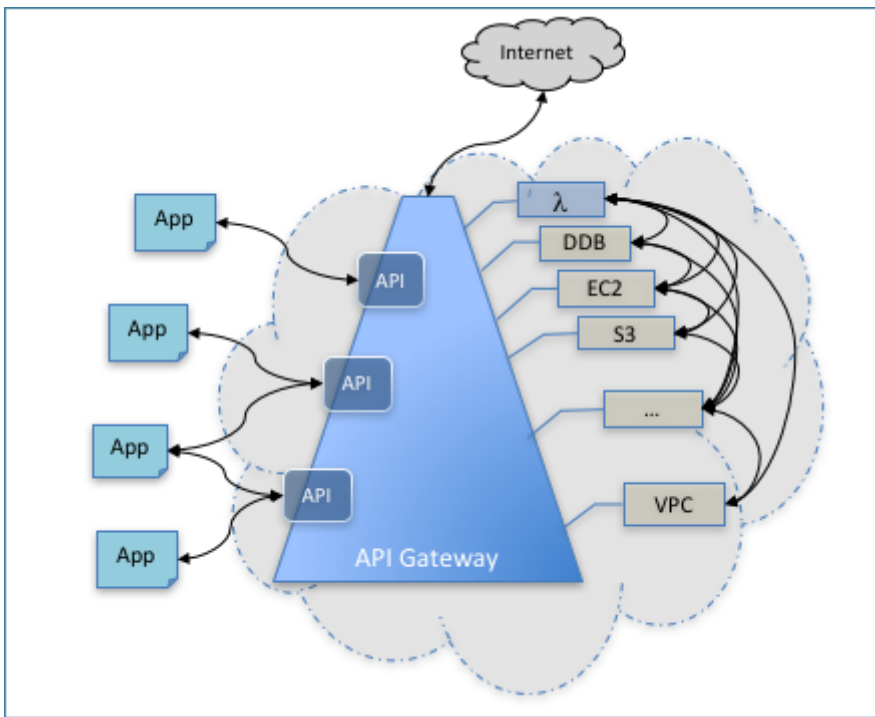 Internet
App
App
App
App
API
API
API
API Gateway
λ
DDB
EC2
S3
...
VPC